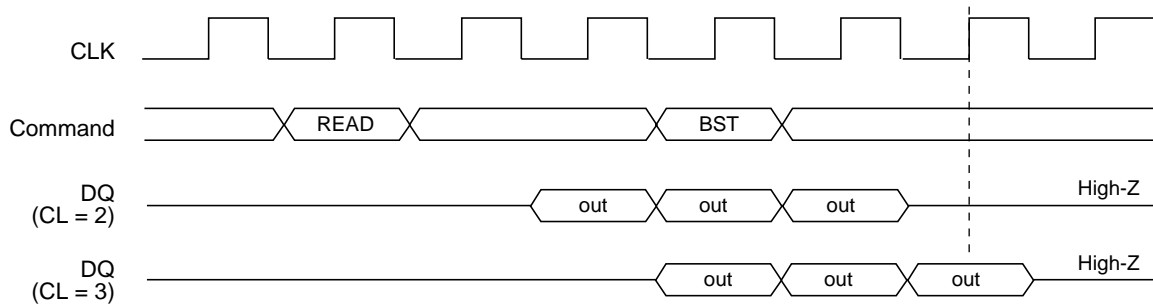 CLK
Command
READ
BST
DQ
(CL = 2)
out
out
out
High-Z
DQ
(CL = 3)
out
out
out
High-Z